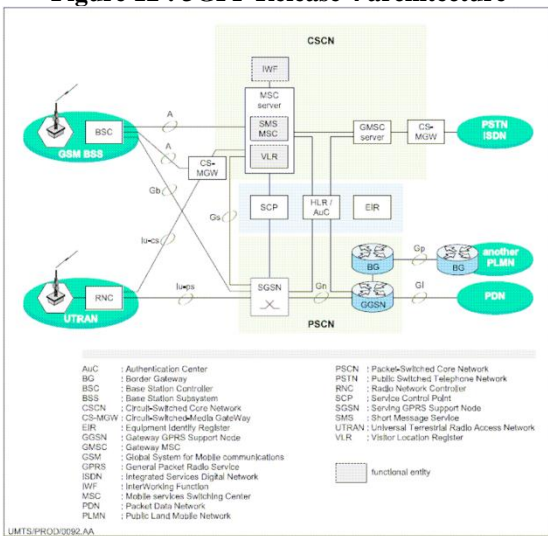 Figure 12 : 3GPP Release 4 architecture
CSCN
IWF
MSC
server
SMS
MSC
VLR
GMSC
server
CS-
MGW
PSTN
ISDN
A
BSC
GSM BSS
A
CS-
MGW
Gb
Gs
SCP
HLR /
AuC
EIR
Iu-cs
BG
Gp
BG
another
PLMN
RNC
UTRAN
Iu-ps
SGSN
Gn
GGSN
GI
PDN
PSCN
AuC : Authentication Center
BG : Border Gateway
BSC : Base Station Controller
BSS : Base Station Subsystem
CSCN : Circuit-Switched Core Network
CS-MGW : Circuit-Switched-Media GateWay
EIR : Equipment Identity Register
GGSN : Gateway GPRS Support Node
GMSC : Gateway MSC
GSM : Global System for Mobile communications
GPRS : General Packet Radio Service
ISDN : Integrated Services Digital Network
IWF : InterWorking Function
MSC : Mobile services Switching Center
PDN : Packet Data Network
PLMN : Public Land Mobile Network
PSCN : Packet-Switched Core Network
PSTN : Public Switched Telephone Network
RNC : Radio Network Controller
SCP : Service Control Point
SGSN : Serving GPRS Support Node
SMS : Short Message Service
UTRAN : Universal Terrestrial Radio Access Network
VLR : Visitor Location Register
functional entity
UMTS/PROD/0092.AA